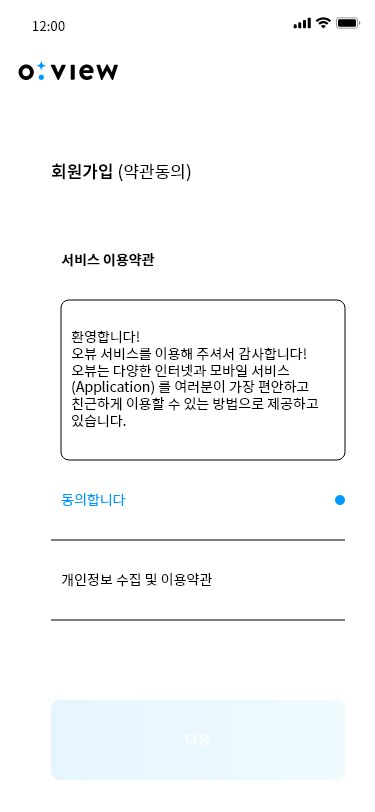 12:00
o:view
회원가입 (약관동의)
서비스 이용약관
환영합니다!
오뷰 서비스를 이용해 주셔서 감사합니다!
오뷰는 다양한 인터넷과 모바일 서비스
(Application) 를 여러분이 가장 편안하고
친근하게 이용할 수 있는 방법으로 제공하고
있습니다.
동의합니다
개인정보 수집 및 이용약관
다음